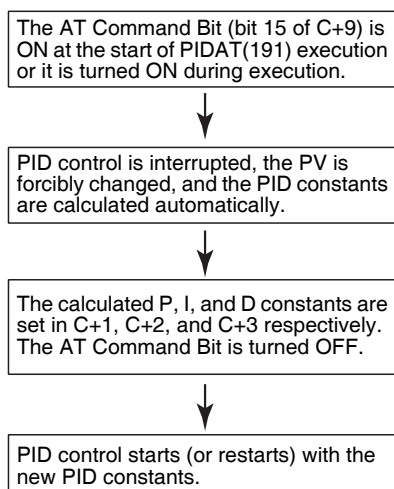 The AT Command Bit (bit 15 of C+9) is
ON at the start of PIDAT(191) execution
or it is turned ON during execution.
PID control is interrupted, the PV is
forcibly changed, and the PID constants
are calculated automatically.
The calculated P, I, and D constants are
set in C+1, C+2, and C+3 respectively.
The AT Command Bit is turned OFF.
PID control starts (or restarts) with the
new PID constants.